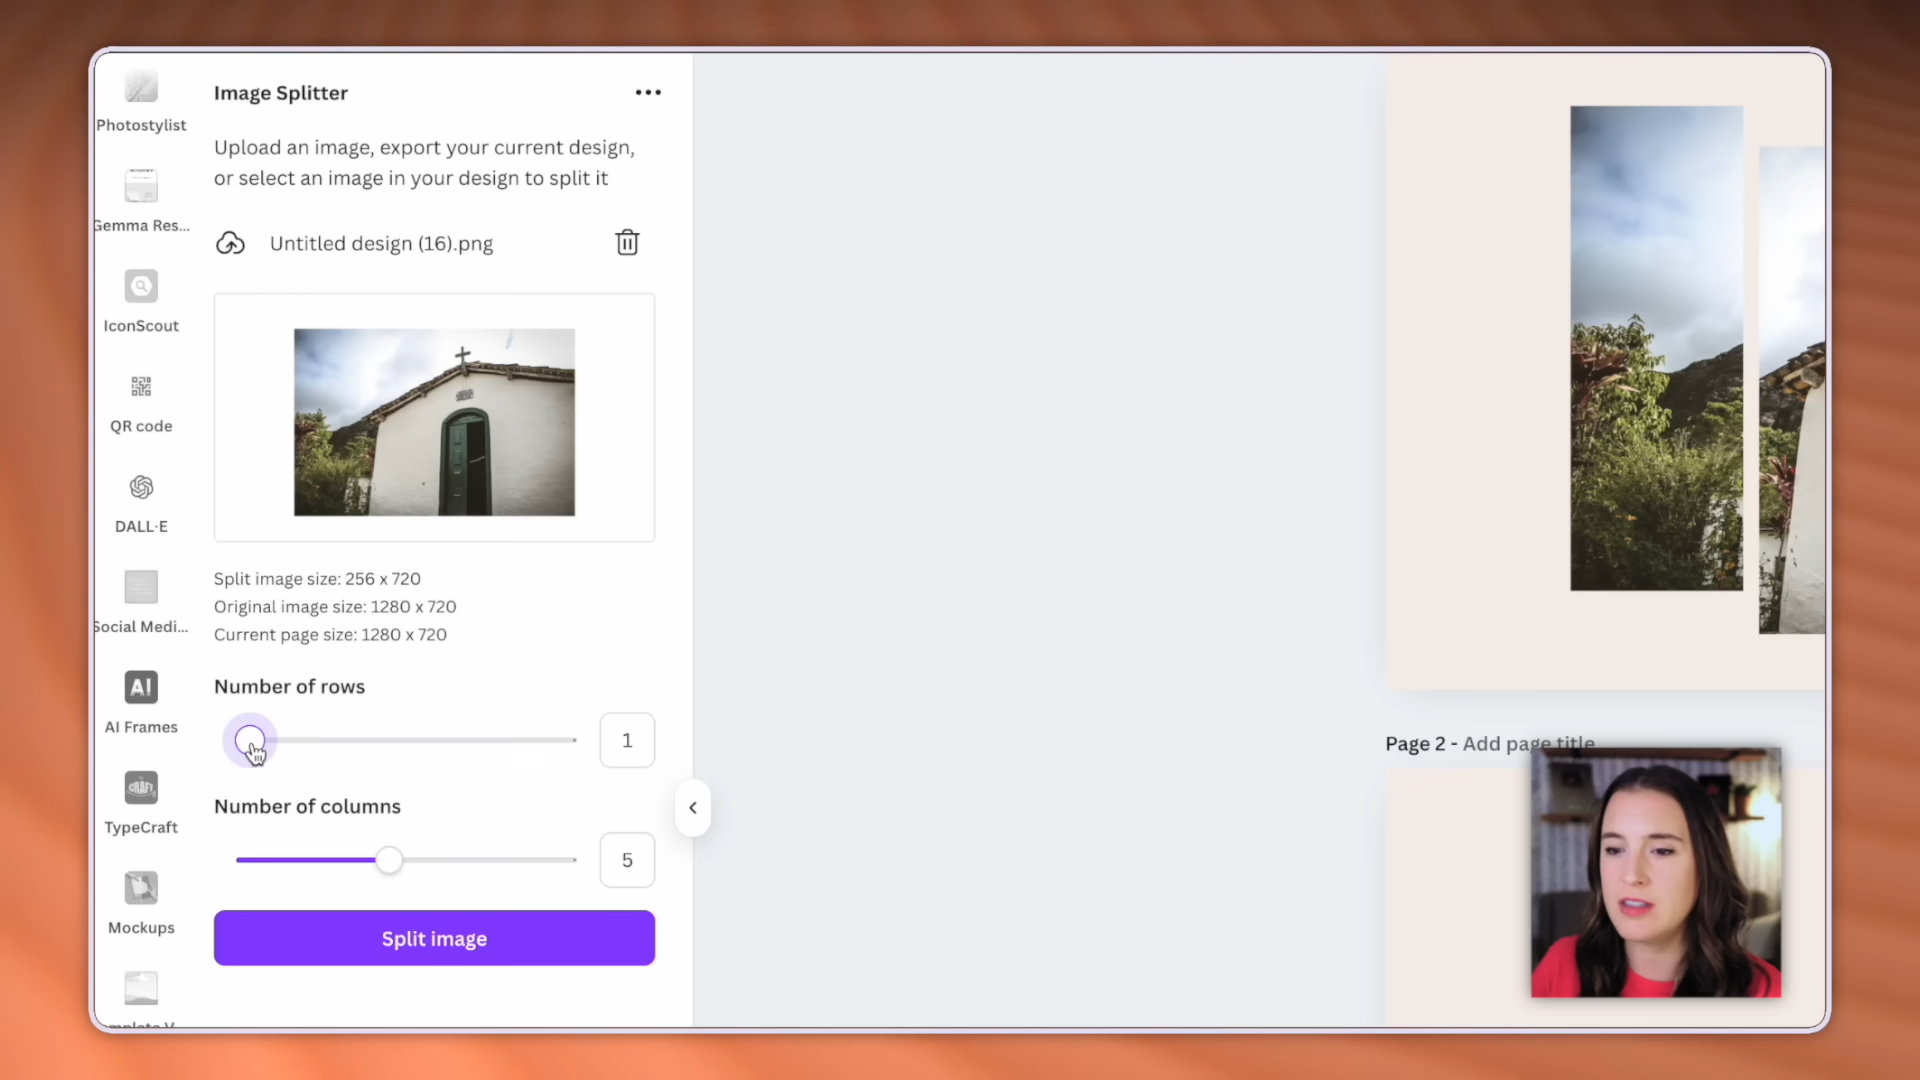 Photostylist
Gemma Res...
IconScout
QR code
DALL·E
Social Medi...
AI
AI Frames
CRAFT
TypeCraft
Mockups
Image Splitter
Upload an image, export your current design,
or select an image in your design to split it
Untitled design (16).png
Split image size: 256 x 720
Original image size: 1280 x 720
Current page size: 1280 x 720
Number of rows
1
Number of columns
5
Split image
Page 2 - Add page title